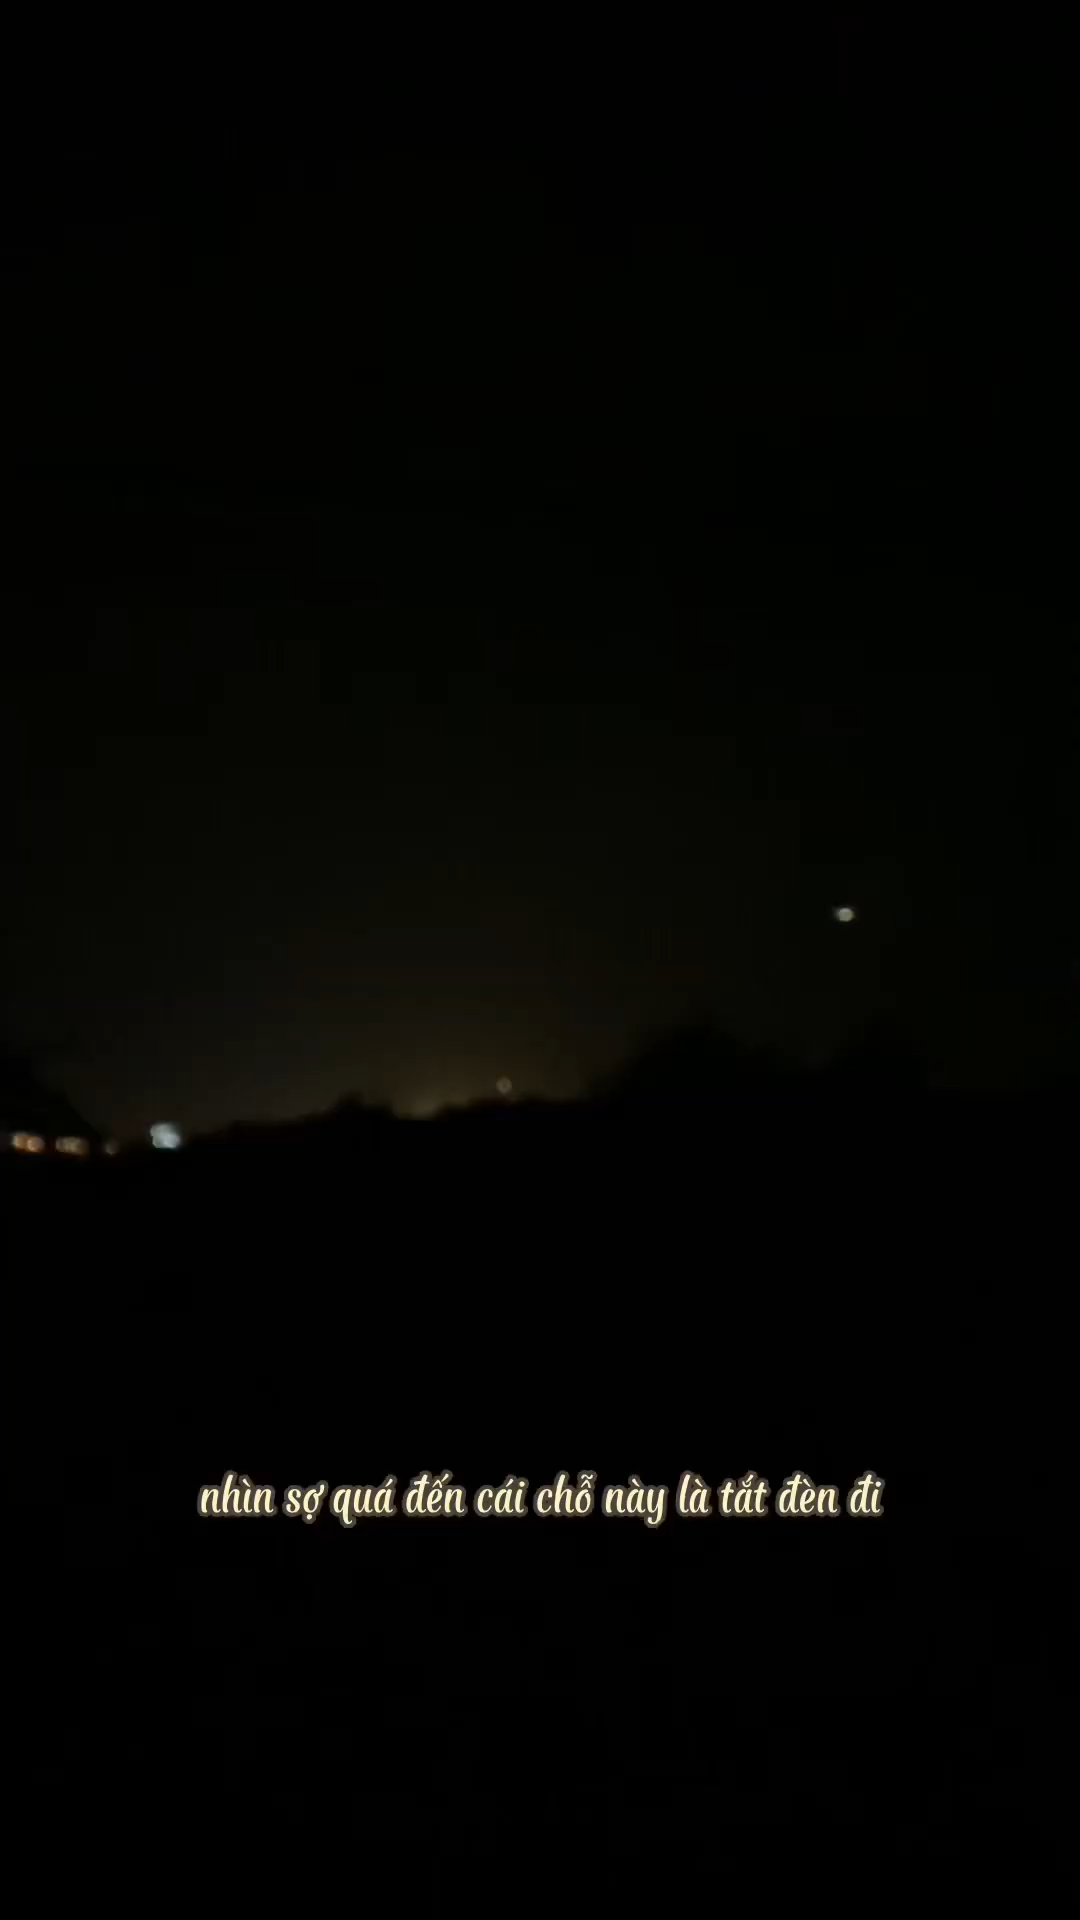 nhìn sợ quá đến cái chỗ này là tắt đèn đi